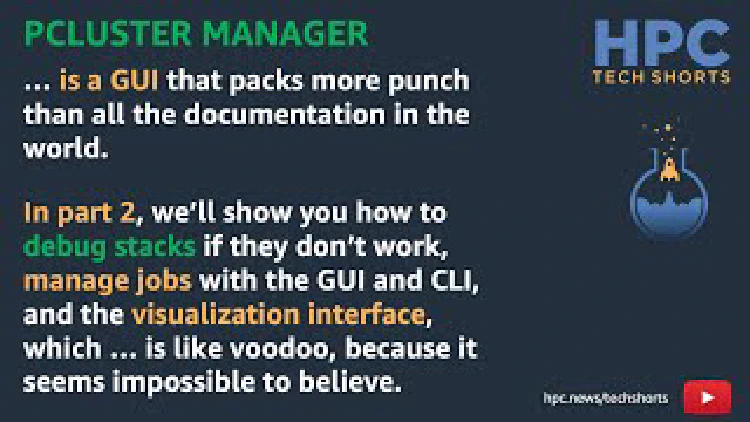 PCLUSTER MANAGER
... is a GUI that packs more punch
than all the documentation in the
world.
In part 2, we'll show you how to
debug stacks if they don't work,
manage jobs with the GUI and CLI,
and the visualization interface,
which ... is like voodoo, because it
seems impossible to believe.
HPC
TECH SHORTS
hpc.news/techshorts